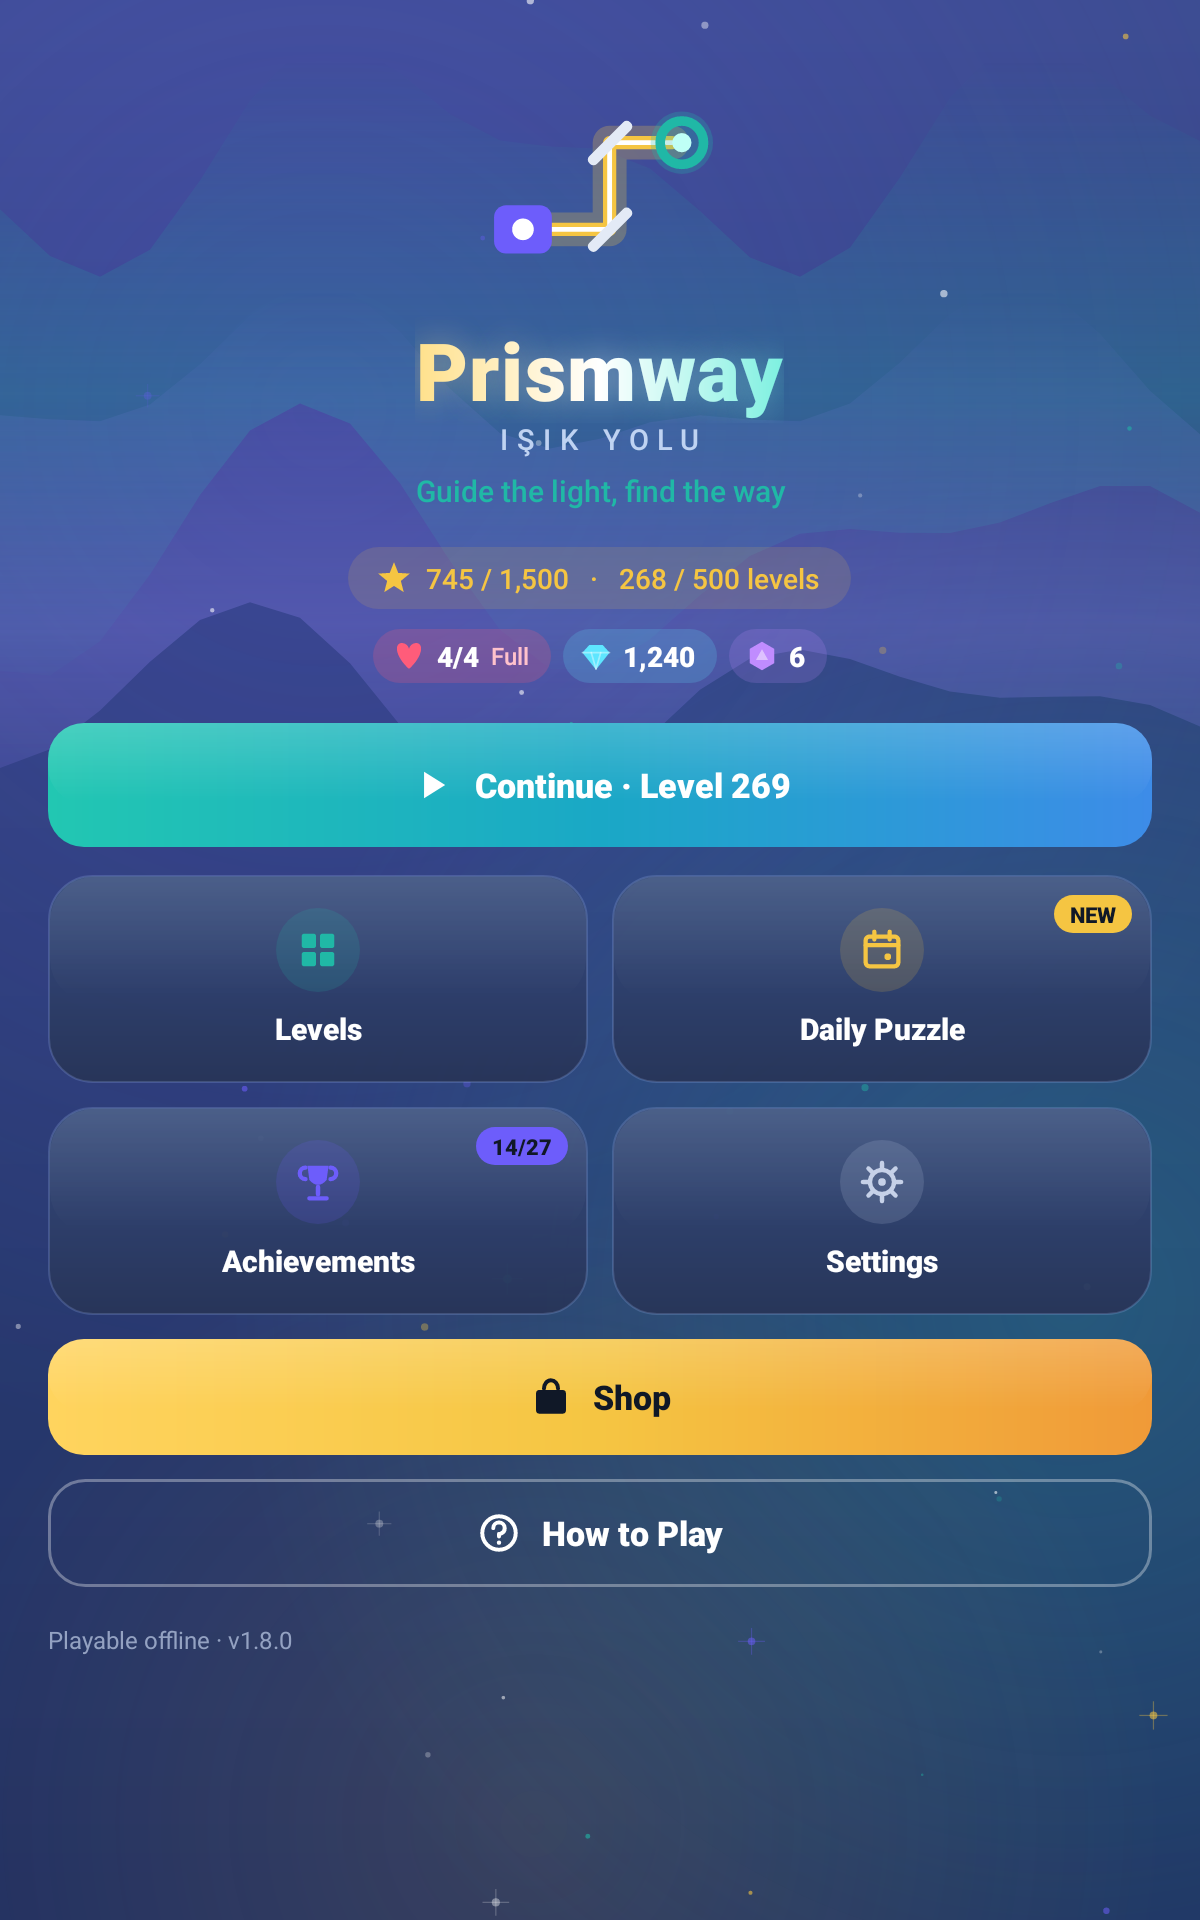 Prismway
IŞIK YOLU
Guide the light, find the way
745 / 1,500 · 268 / 500 levels
4/4 Full 1,240 6
Continue · Level 269
Levels
NEW
Daily Puzzle
14/27
Achievements
Settings
Shop
How to Play
Playable offline · v1.8.0